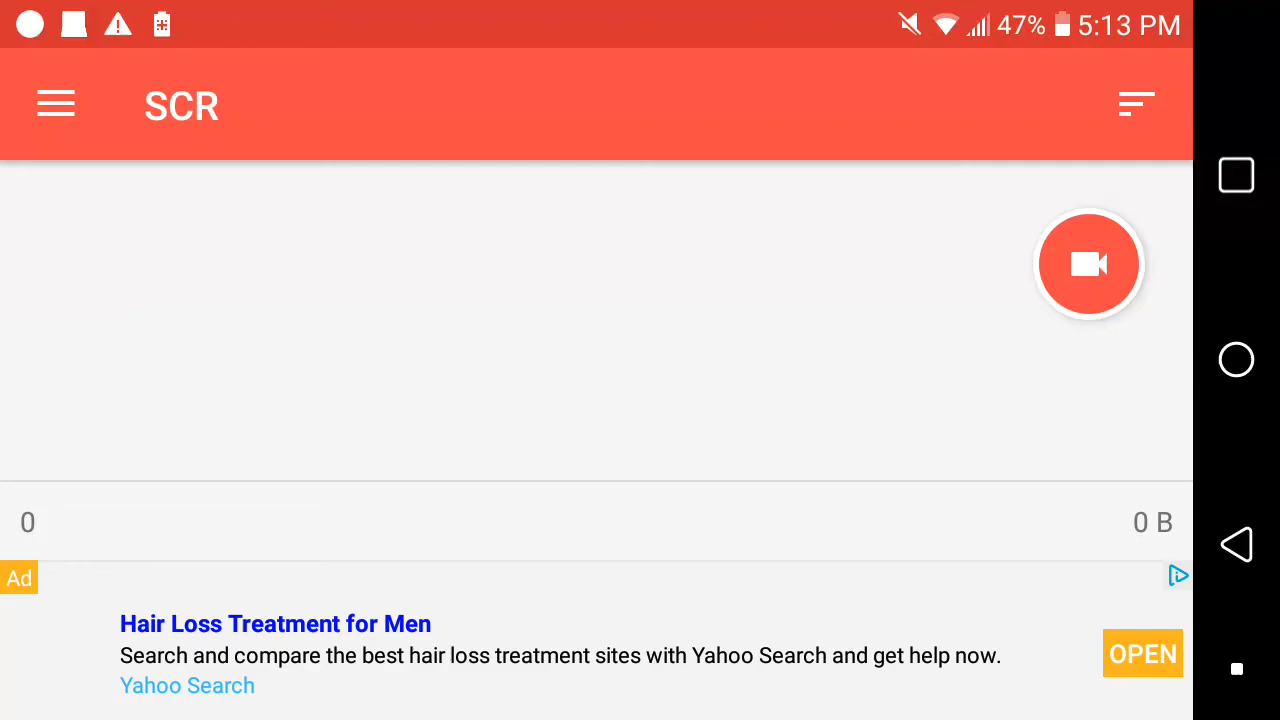 47% 5:13 PM
SCR
0 0 B
Ad
Hair Loss Treatment for Men
Search and compare the best hair loss treatment sites with Yahoo Search and get help now.
Yahoo Search
OPEN